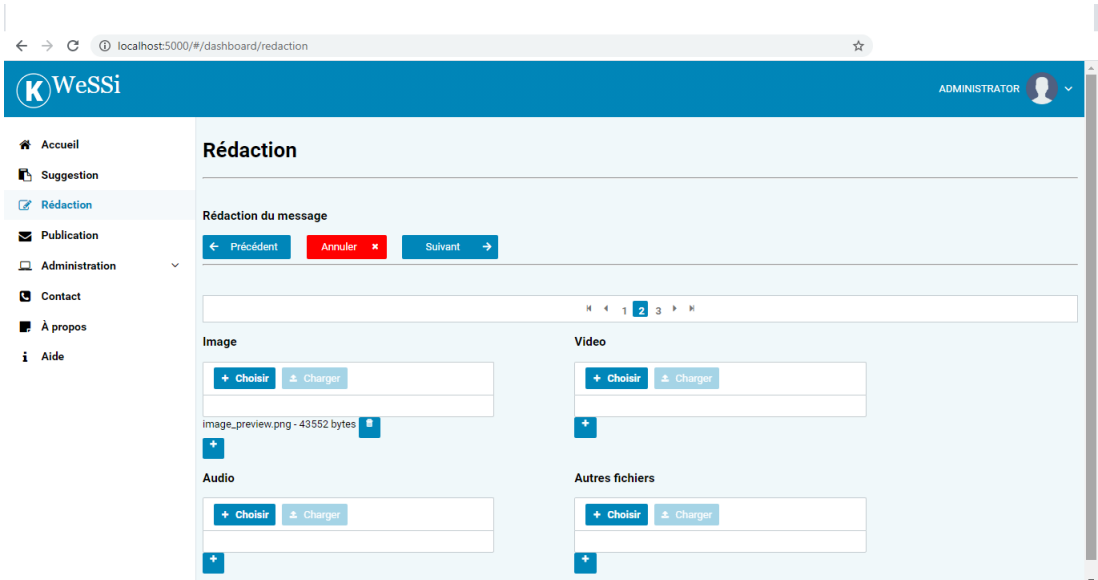 localhost:5000/#/dashboard/redaction
K WeSSi
ADMINISTRATOR
Accueil
Suggestion
Rédaction
Publication
Administration
Contact
À propos
Aide
Rédaction
Rédaction du message
Précédent Annuler Suivant
1 2 3
Image Video
Choisir Charger Choisir Charger
image_preview.png - 43552 bytes
Audio Autres fichiers
Choisir Charger Choisir Charger